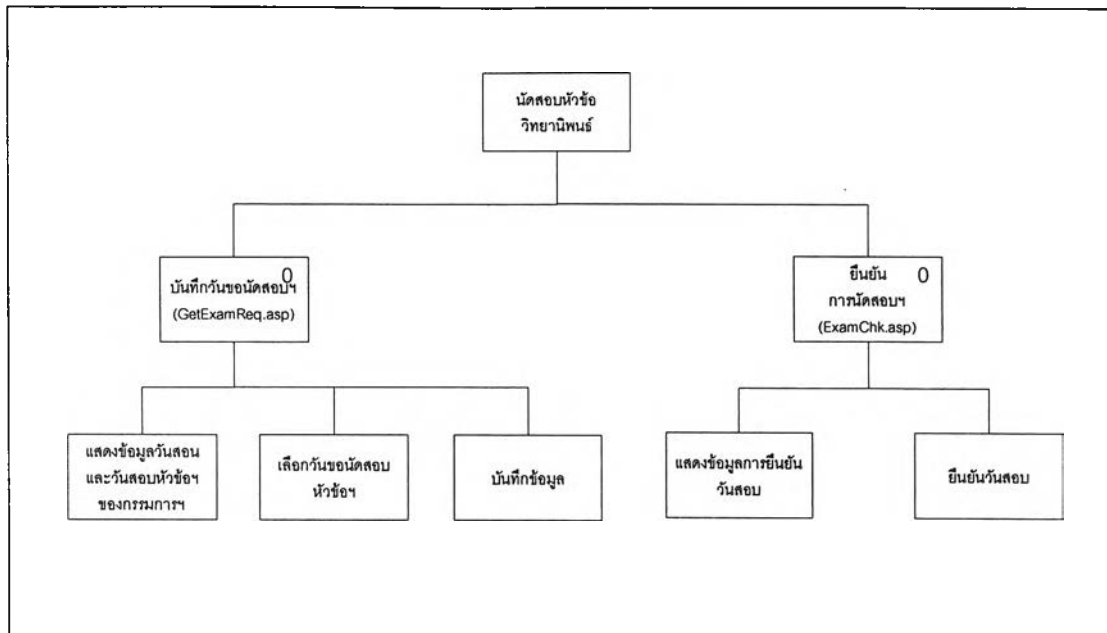 นัดสอบหัวข้อ
วิทยานิพนธ์
0
บันทึกวันขอนัดสอบฯ
(GetExamReq.asp)
ยืนยัน 0
การนัดสอบฯ
(ExamChk.asp)
แสดงข้อมูลวันสอน
และวันสอบหัวข้อฯ
ของกรรมการฯ
เลือกวันขอนัดสอบ
หัวข้อฯ
บันทึกข้อมูล
แสดงข้อมูลการยืนยัน
วันสอบ
ยืนยันวันสอบ